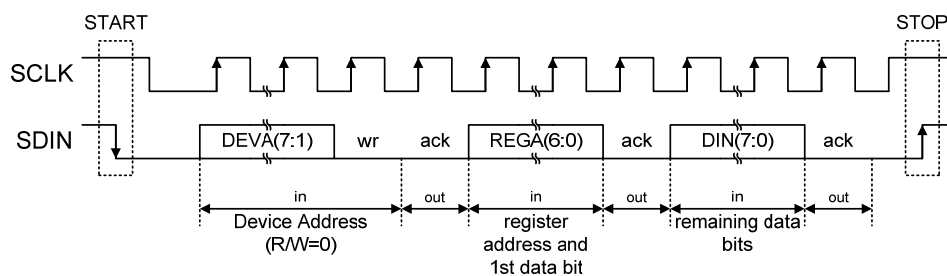 START
STOP
SCLK
SDIN
DEVA(7:1)
wr
ack
REGA(6:0)
ack
DIN(7:0)
ack
in
out
in
out
in
out
Device Address
(R/W=0)
register
address and
1st data bit
remaining data
bits